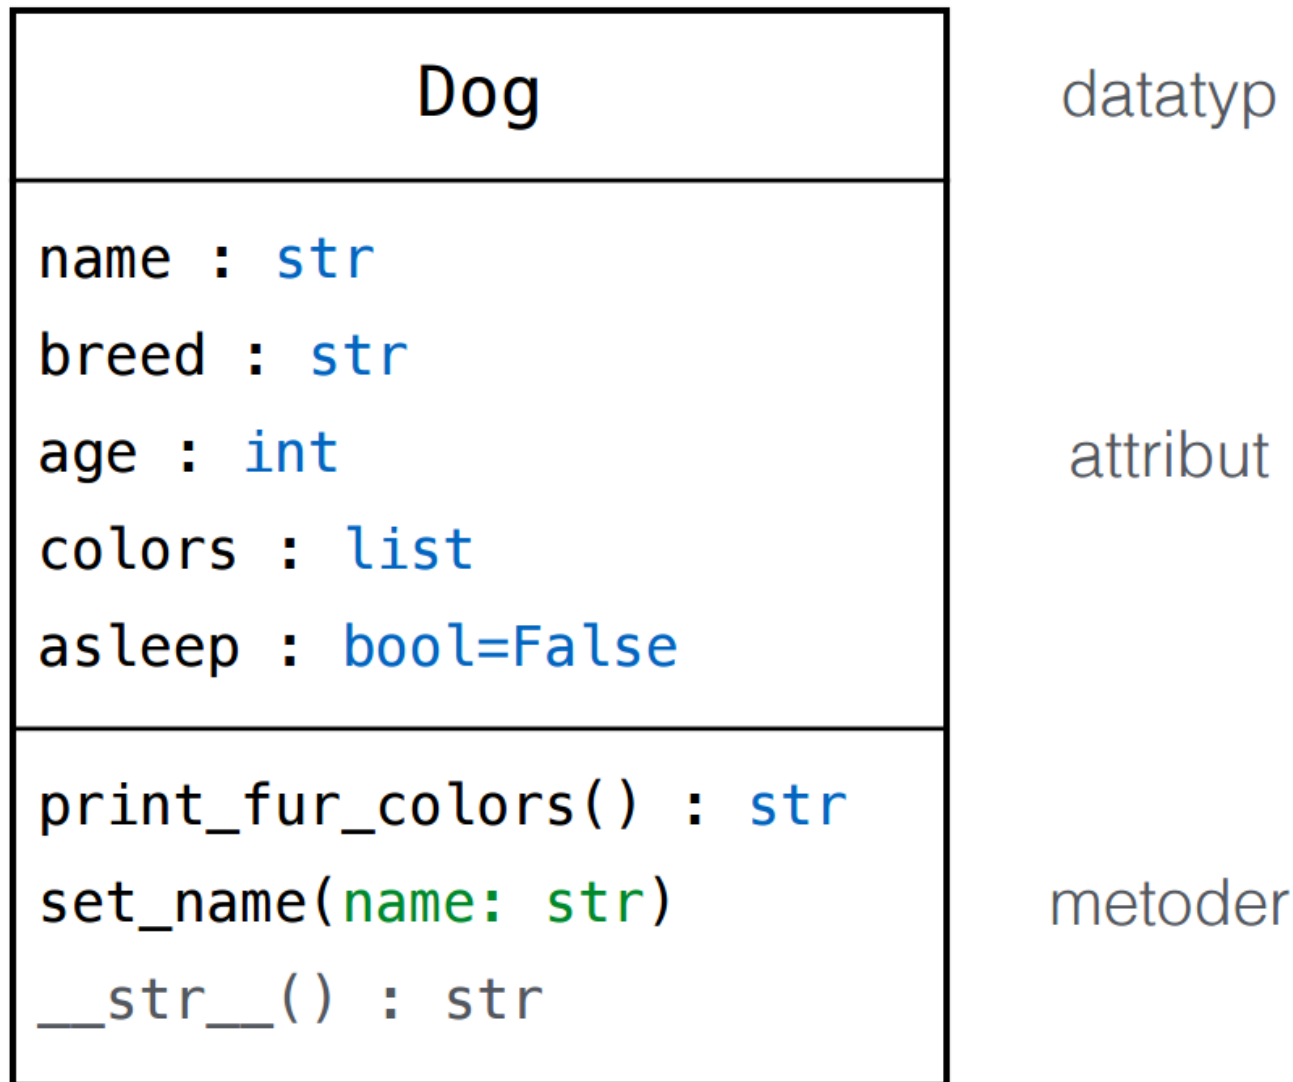 Dog
datatyp
name : str
breed : str
age : int
attribut
colors : list
asleep : bool=False
print_fur_colors() : str
set_name(name: str)
metoder
__str__() : str